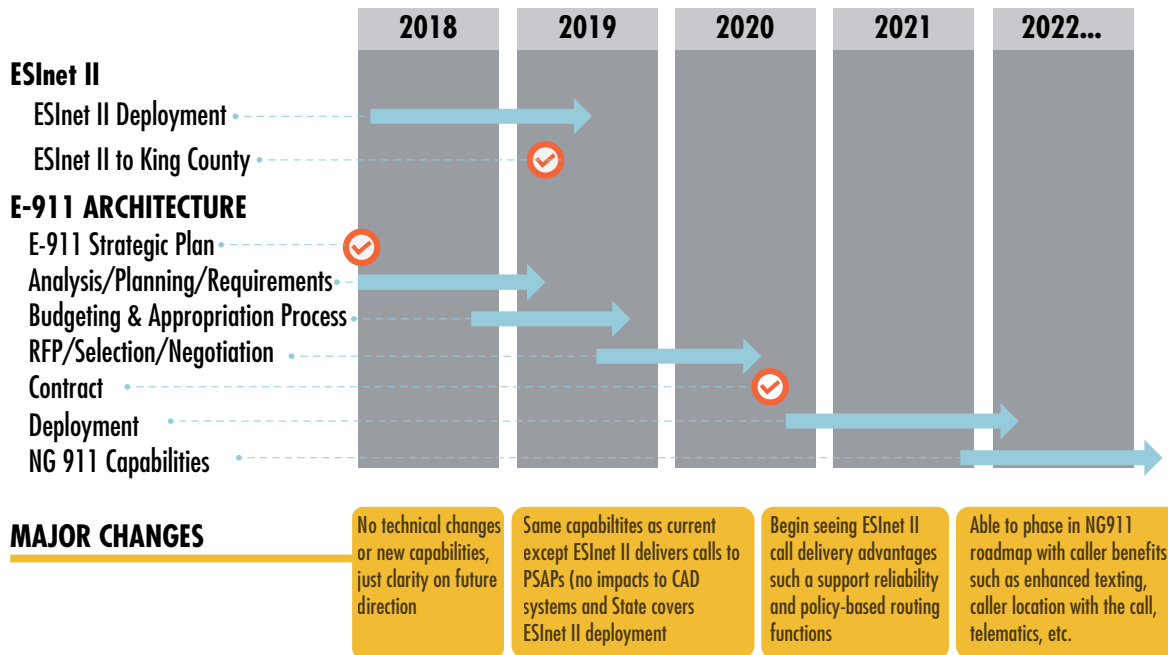 2018 2019 2020 2021 2022...
ESInet II
ESInet II Deployment
ESInet II to King County
E-911 ARCHITECTURE
E-911 Strategic Plan
Analysis/Planning/Requirements
Budgeting & Appropriation Process
RFP/Selection/Negotiation
Contract
Deployment
NG 911 Capabilities
MAJOR CHANGES
No technical changes
or new capabilities,
just clarity on future
direction
Same capabiltites as current
except ESInet II delivers calls to
PSAPs (no impacts to CAD
systems and State covers
ESInet II deployment
Begin seeing ESInet II
call delivery advantages
such a support reliability
and policy-based routing
functions
Able to phase in NG911
roadmap with caller benefits
such as enhanced texting,
caller location with the call,
telematics, etc.